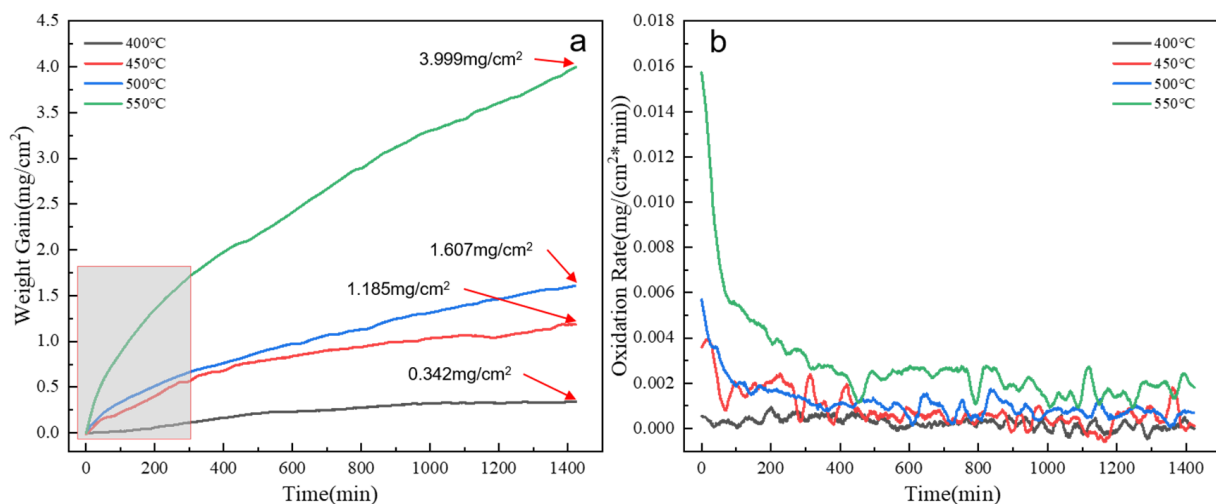 a
400℃
450℃
500℃
550℃
3.999mg/cm²
1.607mg/cm²
1.185mg/cm²
0.342mg/cm²
Weight Gain(mg/cm²)
4.5
4.0
3.5
3.0
2.5
2.0
1.5
1.0
0.5
0.0
0 200 400 600 800 1000 1200 1400
Time(min)
b
400℃
450℃
500℃
550℃
Oxidation Rate(mg/(cm²*min))
0.018
0.016
0.014
0.012
0.010
0.008
0.006
0.004
0.002
0.000
0 200 400 600 800 1000 1200 1400
Time(min)